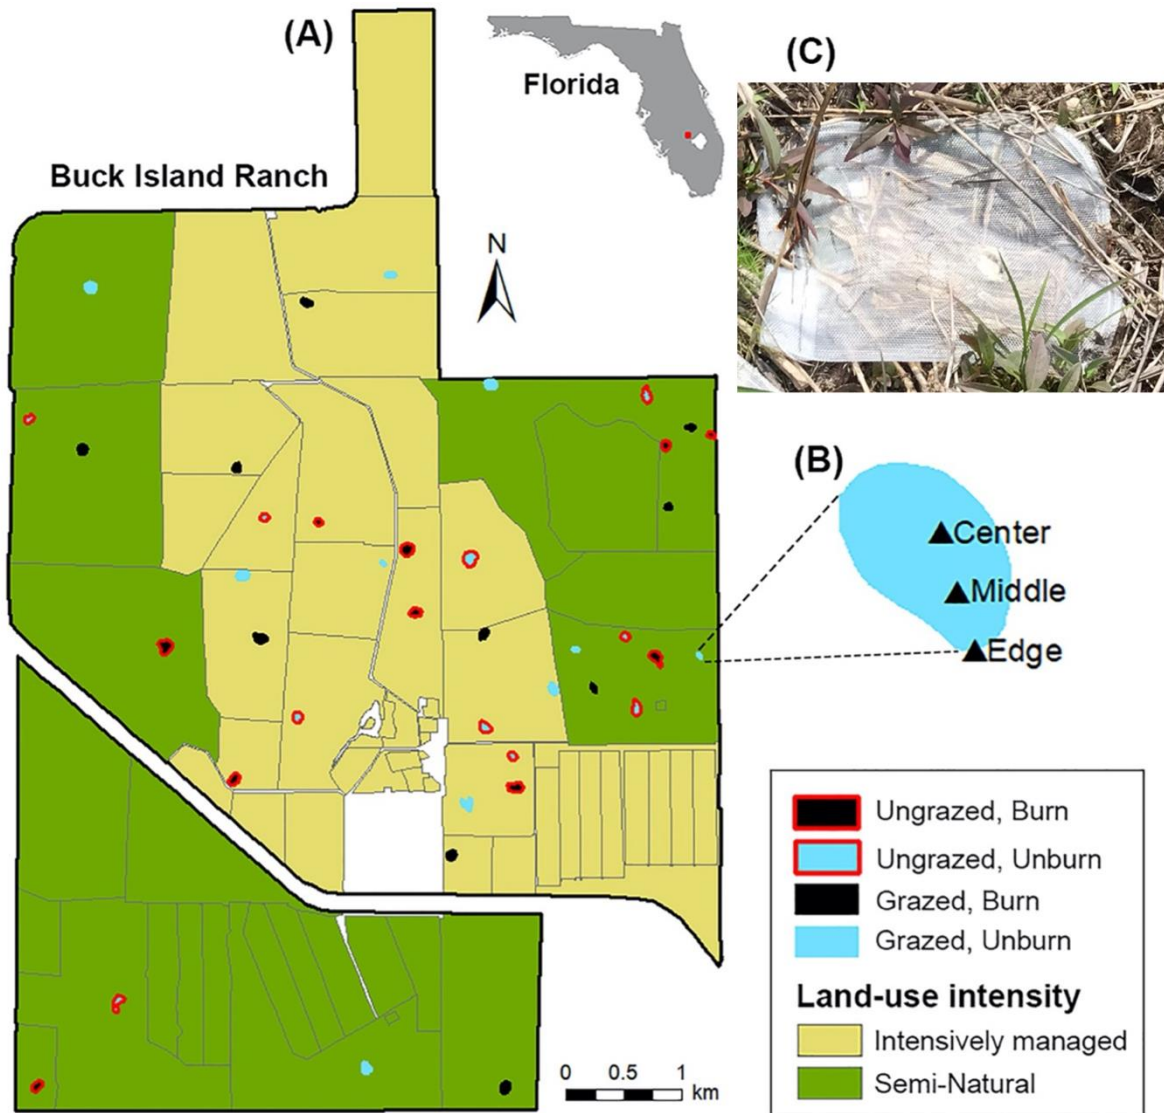 (A)
Florida
(C)
Buck Island Ranch
N
(B)
Center
Middle
Edge
Ungrazed, Burn
Ungrazed, Unburn
Grazed, Burn
Grazed, Unburn
Land-use intensity
Intensively managed
Semi-Natural
0 0.5 1
km